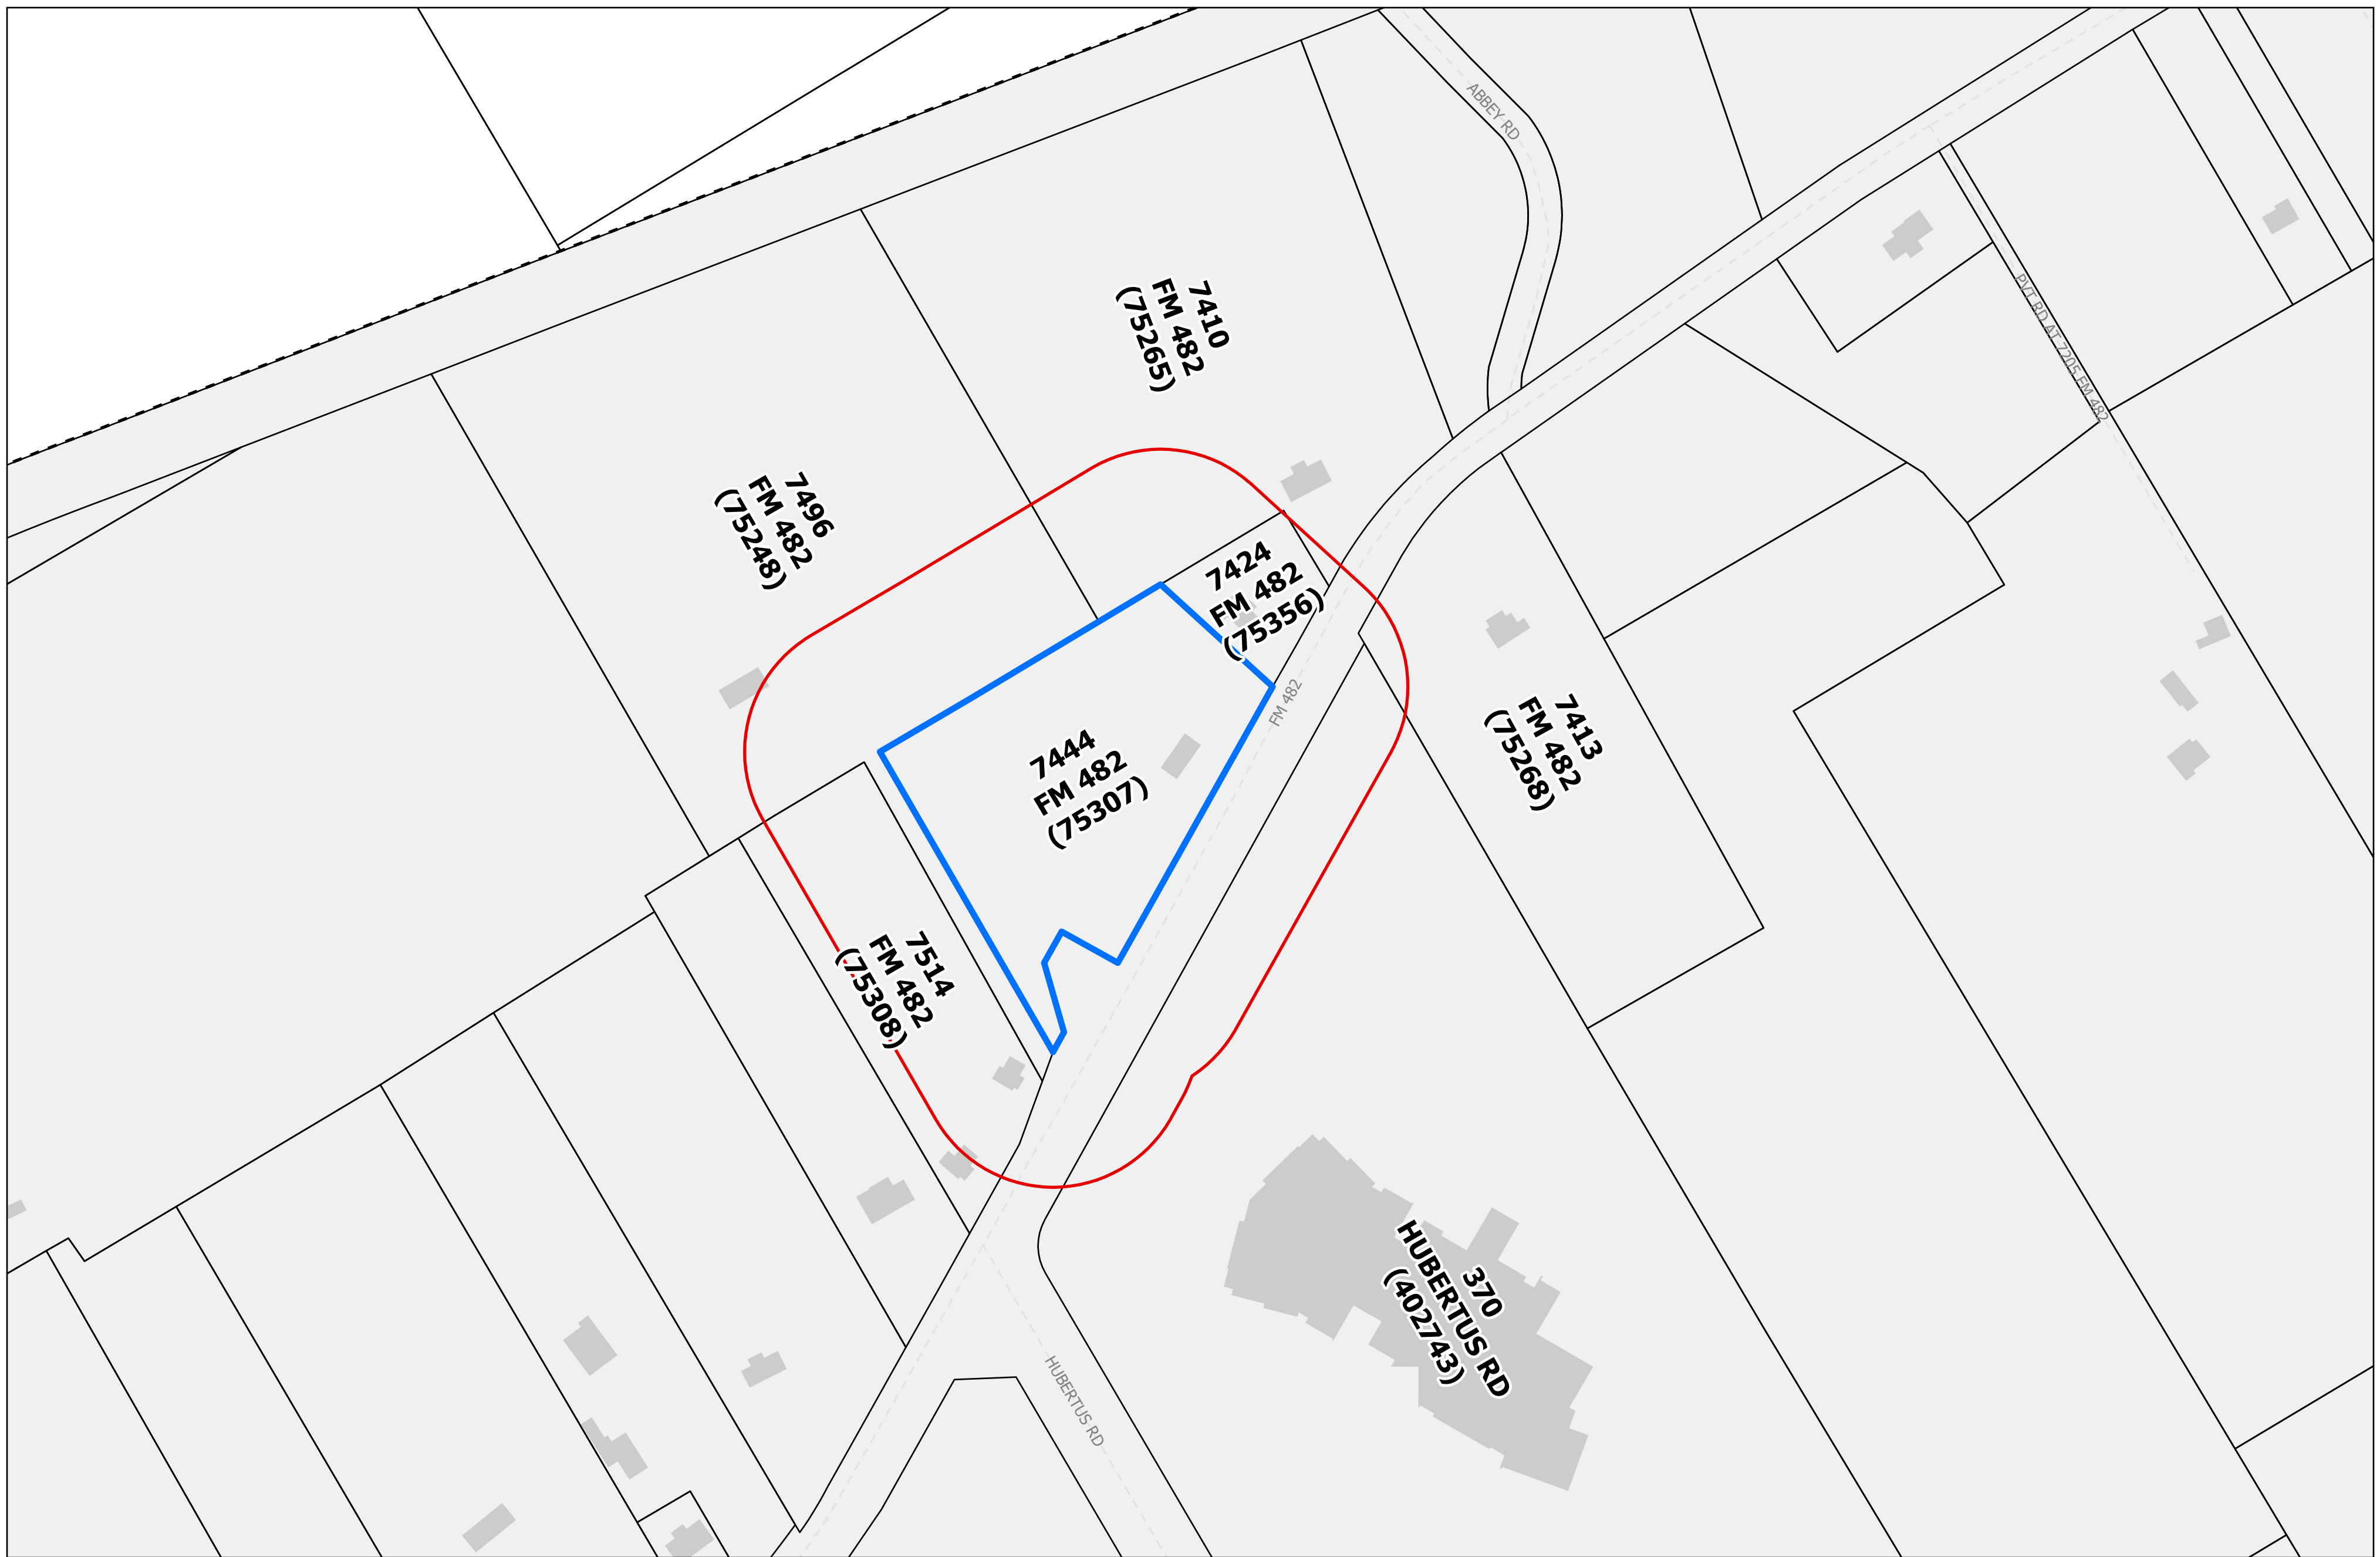 ABBEY RD
7410
FM 482
(75265)
PVT RD AT 7205 FM 482
7496
FM 482
(75248)
7424
FM 482
(75356)
FM 482
7444
FM 482
(75307)
7413
FM 482
(75268)
7514
FM 482
(75308)
370
HUBERTUS RD
(402743)
HUBERTUS RD